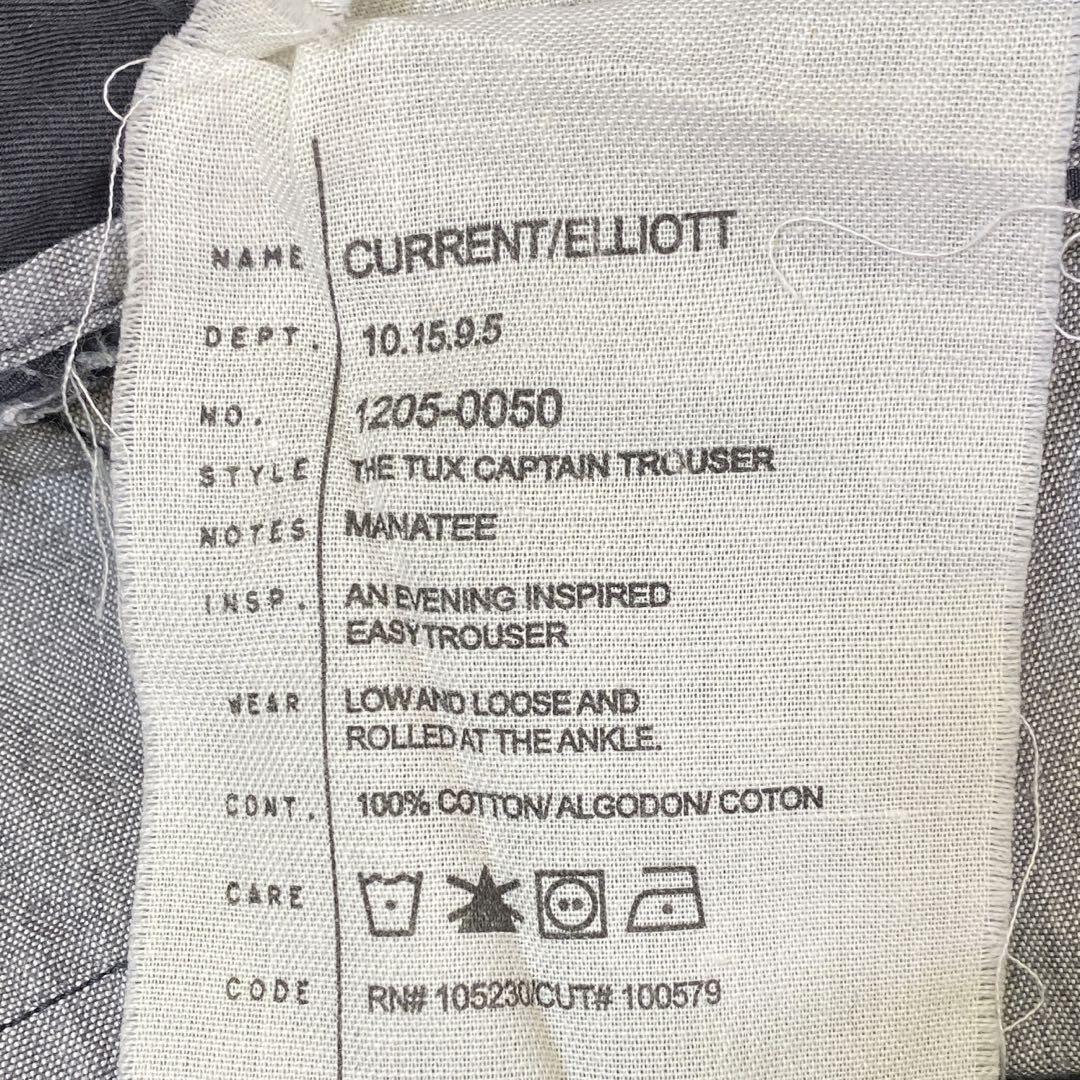 NAME CURRENT/ELLIOTT
DEPT. 10.15.9.5
NO. 1205-0050
STYLE THE TUX CAPTAIN TROUSER
NOTES MANATEE
INSP. AN EVENING INSPIRED
EASY TROUSER
WEAR LOW AND LOOSE AND
ROLLED AT THE ANKLE.
CONT. 100% COTTON/ ALGODON/ COTON
CARE
CODE RN# 105230/CUT# 100579